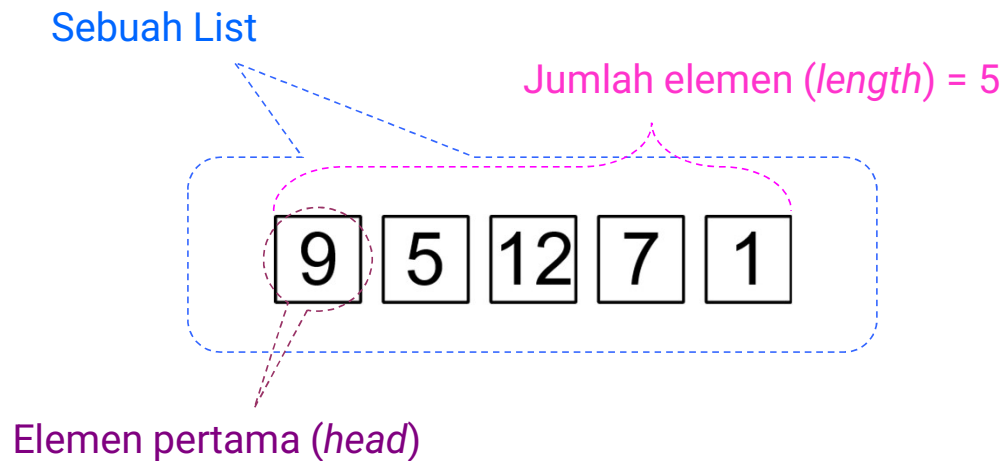 Sebuah List
Jumlah elemen (length) = 5
9 5 12 7 1
Elemen pertama (head)